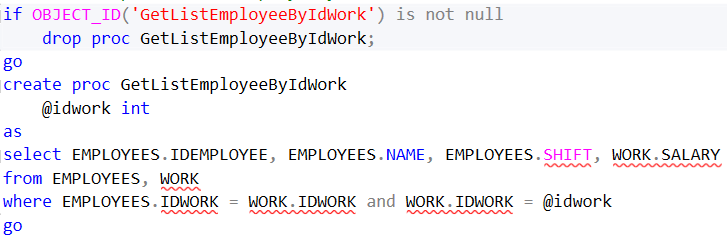 if OBJECT_ID('GetListEmployeeByIdWork') is not null
drop proc GetListEmployeeByIdWork;
go
create proc GetListEmployeeByIdWork
@idwork int
as
select EMPLOYEES.IDEMPLOYEE, EMPLOYEES.NAME, EMPLOYEES.SHIFT, WORK.SALARY
from EMPLOYEES, WORK
where EMPLOYEES.IDWORK = WORK.IDWORK and WORK.IDWORK = @idwork
go